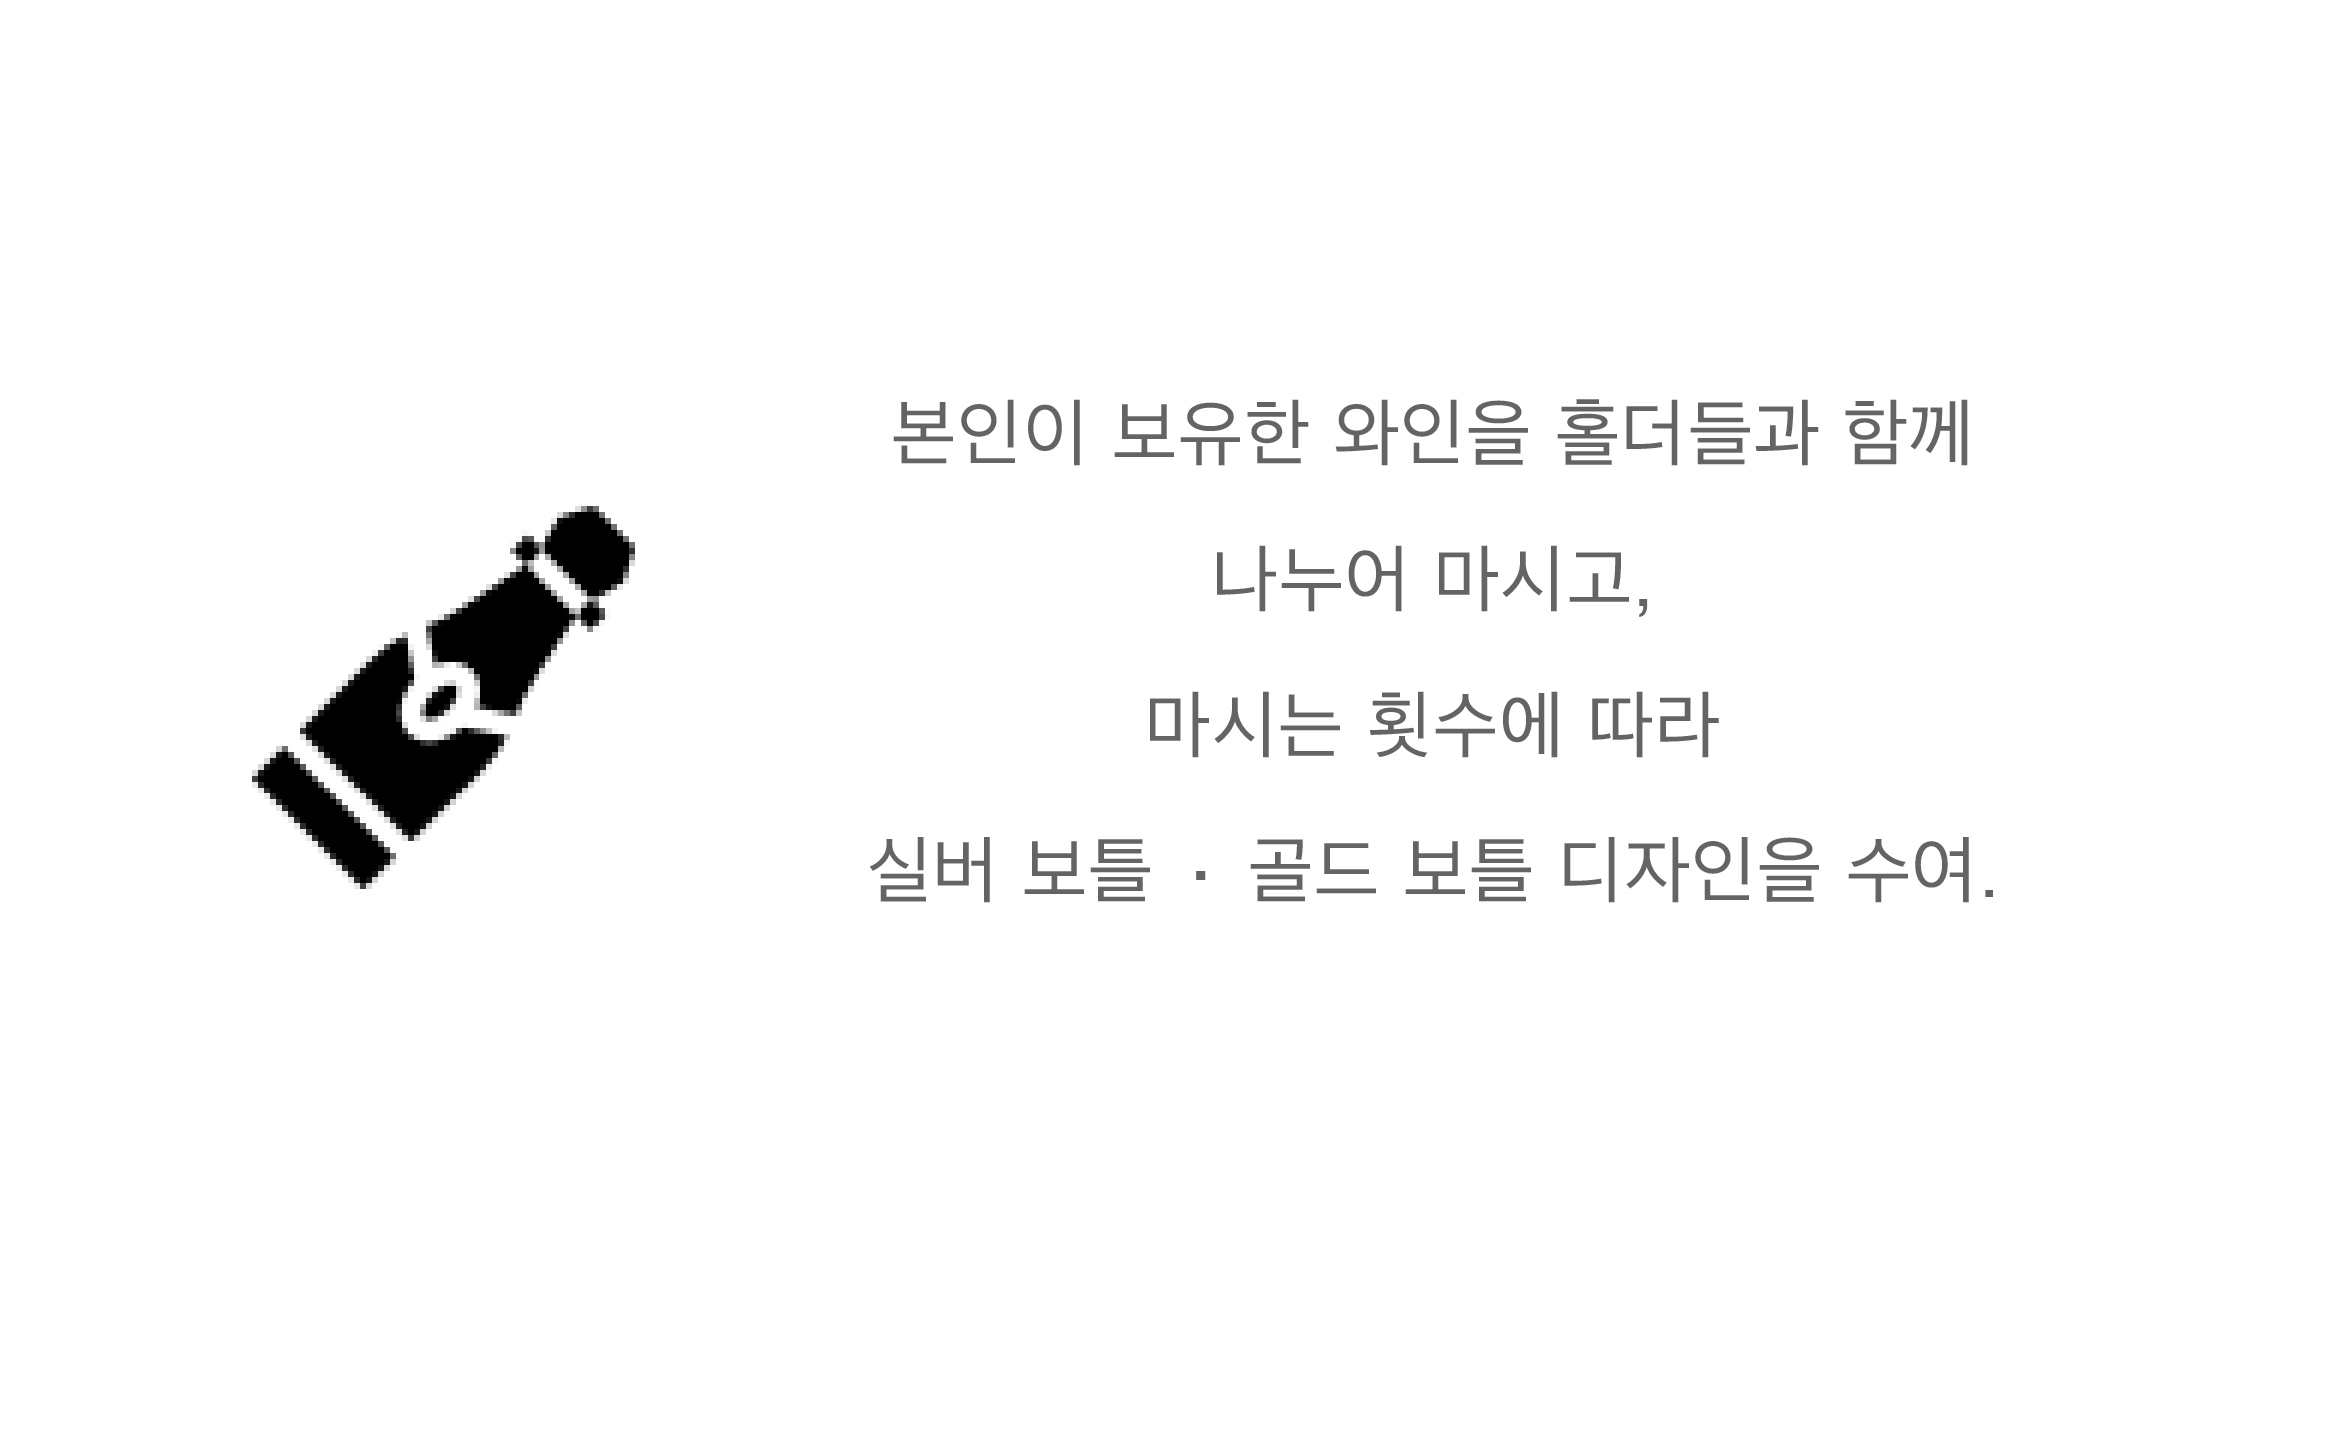 본인이 보유한 와인을 홀더들과 함께
나누어 마시고,
마시는 횟수에 따라
실버 보틀 · 골드 보틀 디자인을 수여.